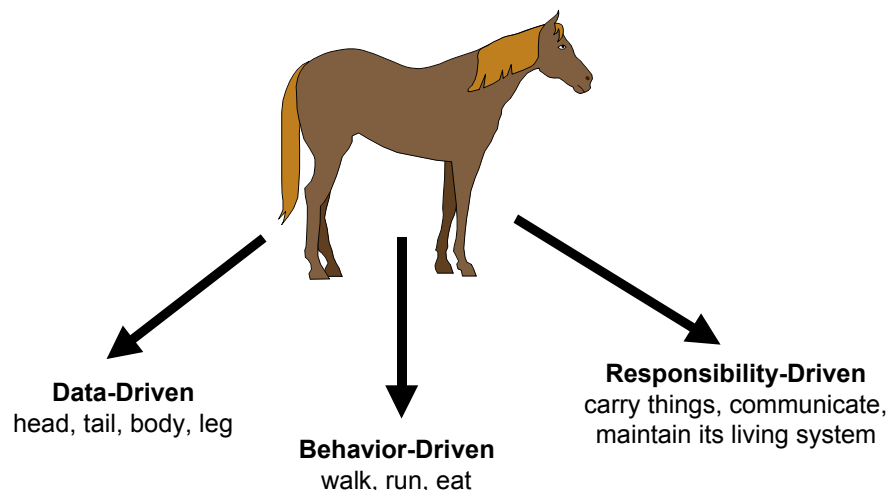 Data-Driven
head, tail, body, leg
Behavior-Driven
walk, run, eat
Responsibility-Driven
carry things, communicate,
maintain its living system